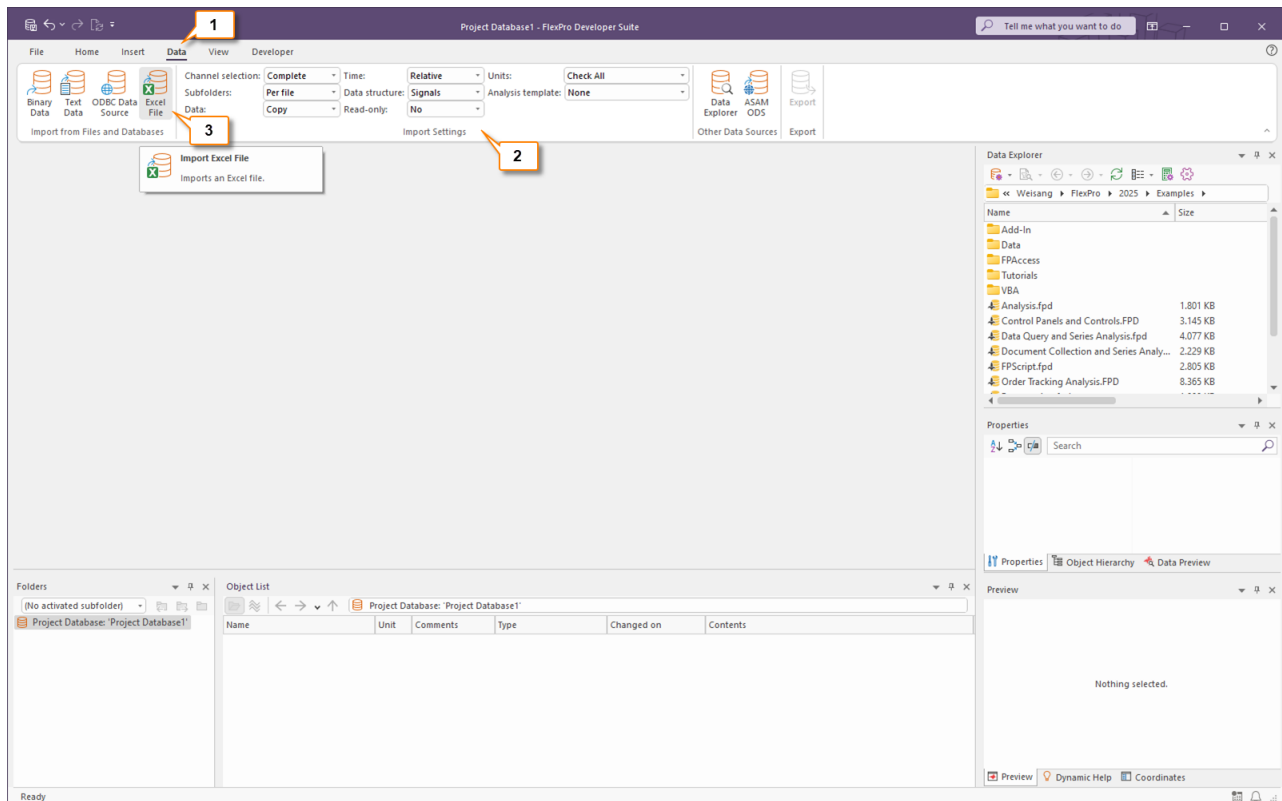 1
Project Database1 - FlexPro Developer Suite
Tell me what you want to do
File Home Insert Data View Developer
Binary Data
Text Data
ODBC Data Source
Excel File
Import from Files and Databases
3
Channel selection: Complete Time: Relative Units: Check All
Subfolders: Per file Data structure: Signals Analysis template: None
Data: Copy Read-only: No
Import Settings
2
Data Explorer
ASAM ODS
Other Data Sources
Export
Export
Import Excel File
Imports an Excel file.
Data Explorer
« Weisang FlexPro 2025 Examples
Name Size
Add-In
Data
FPAccess
Tutorials
VBA
Analysis.fpd 1.801 KB
Control Panels and Controls.FPD 3.145 KB
Data Query and Series Analysis.fpd 4.077 KB
Document Collection and Series Analy... 2.229 KB
FPScript.fpd 2.805 KB
Order Tracking Analysis.FPD 8.365 KB
Properties
Search
Properties Object Hierarchy Data Preview
Folders
(No activated subfolder)
Project Database: 'Project Database1'
Object List
Project Database: 'Project Database1'
Name Unit Comments Type Changed on Contents
Preview
Nothing selected.
Preview Dynamic Help Coordinates
Ready